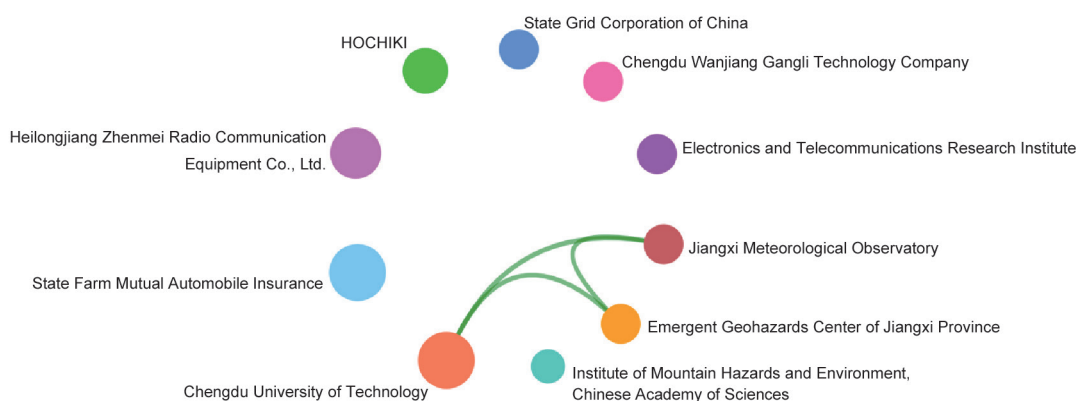 State Grid Corporation of China
HOCHIKI
Chengdu Wanjiang Gangli Technology Company
Heilongjiang Zhenmei Radio Communication
Equipment Co., Ltd.
Electronics and Telecommunications Research Institute
Jiangxi Meteorological Observatory
State Farm Mutual Automobile Insurance
Emergent Geohazards Center of Jiangxi Province
Chengdu University of Technology
Institute of Mountain Hazards and Environment,
Chinese Academy of Sciences